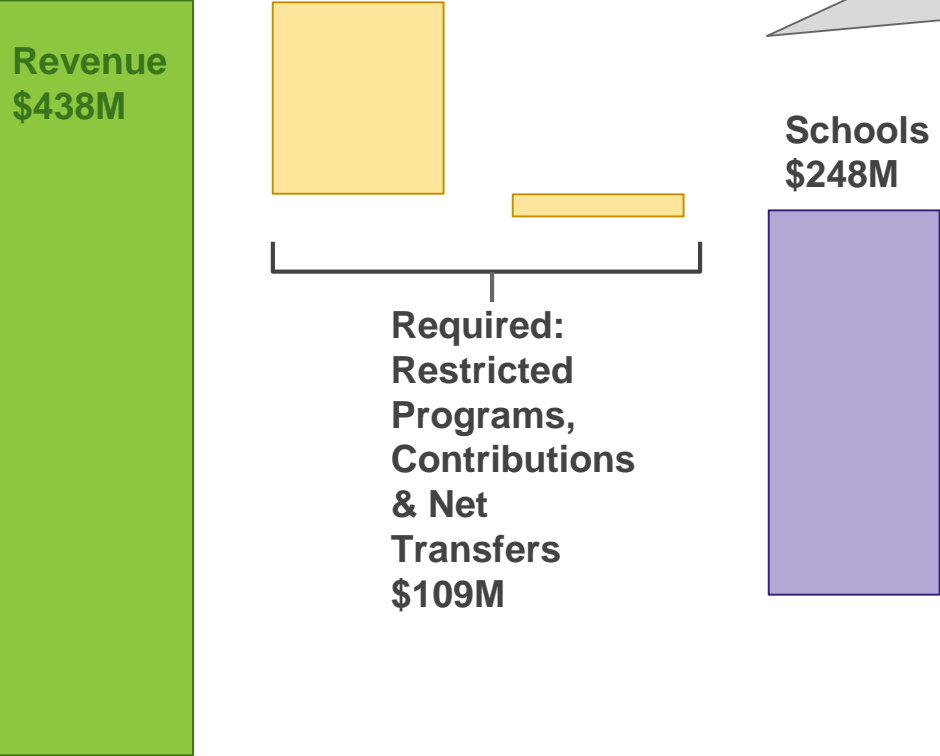 Revenue
$438M
Required:
Restricted
Programs,
Contributions
& Net
Transfers
$109M
Schools
$248M